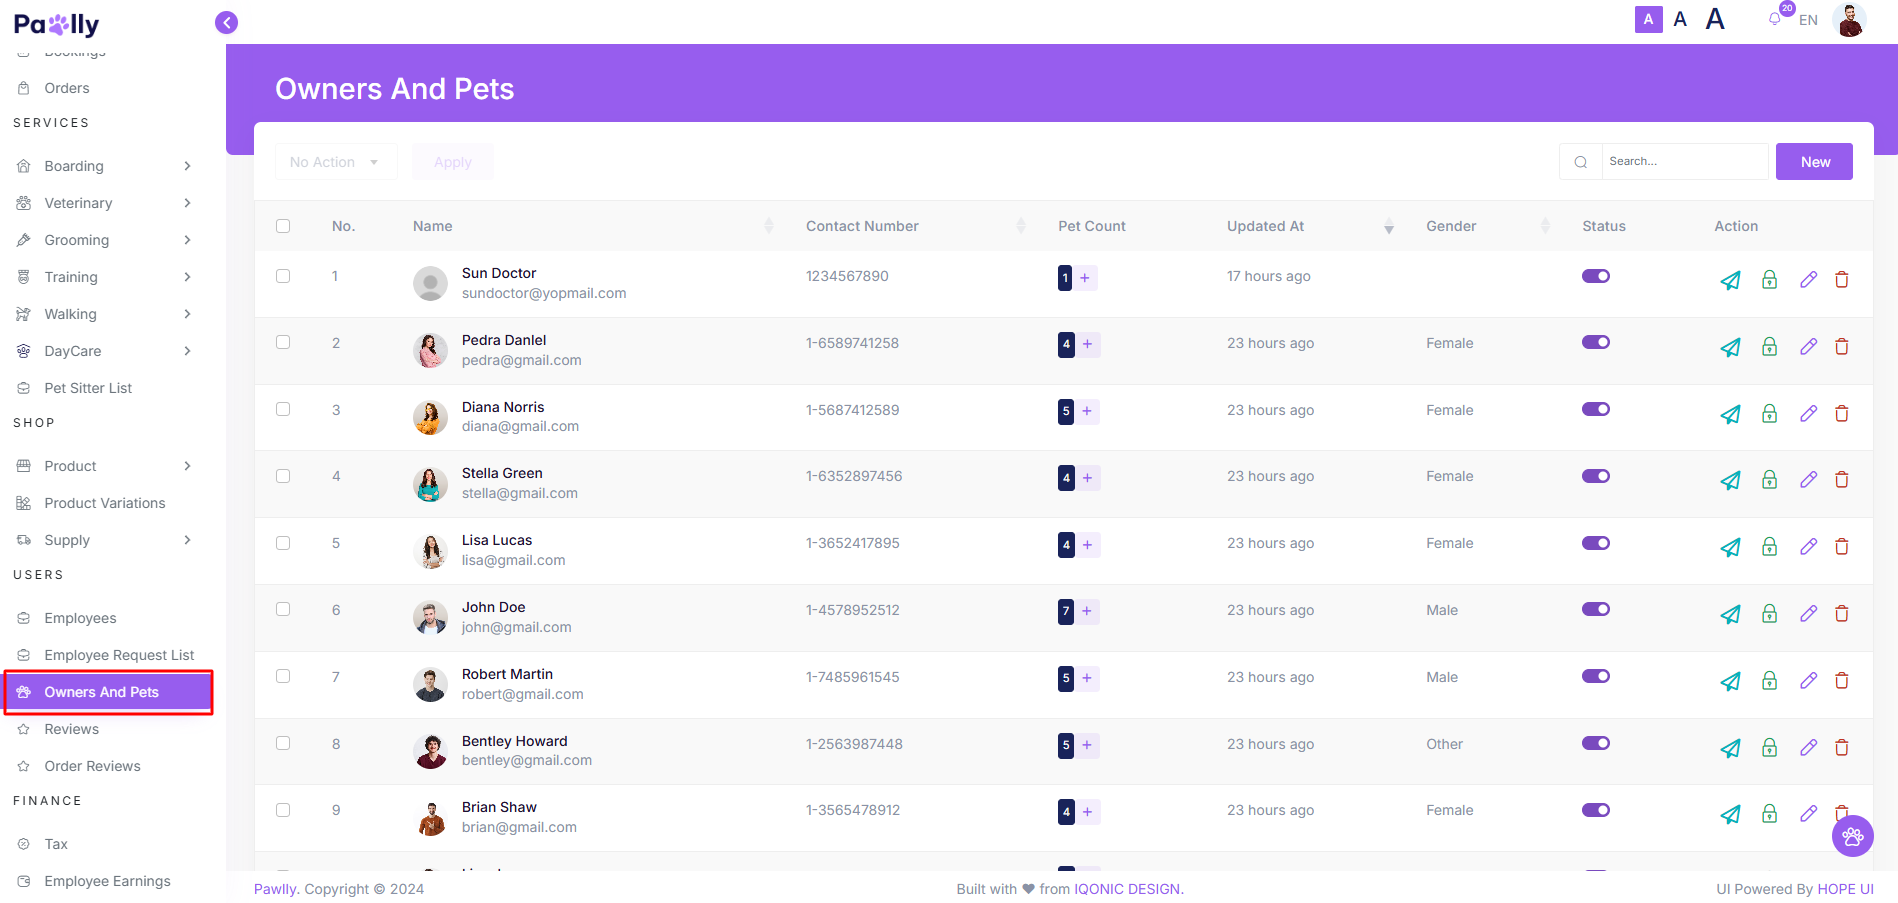 Pawlly
A A A 20 EN
Bookings
Orders
SERVICES
Boarding
Veterinary
Grooming
Training
Walking
DayCare
Pet Sitter List
SHOP
Product
Product Variations
Supply
USERS
Employees
Employee Request List
Owners And Pets
Reviews
Order Reviews
FINANCE
Tax
Employee Earnings
Owners And Pets
No Action Apply Search... New
No. Name Contact Number Pet Count Updated At Gender Status Action
1 Sun Doctor 1234567890 1 + 17 hours ago
sundoctor@yopmail.com
2 Pedra Danlel 1-6589741258 4 + 23 hours ago Female
pedra@gmail.com
3 Diana Norris 1-5687412589 5 + 23 hours ago Female
diana@gmail.com
4 Stella Green 1-6352897456 4 + 23 hours ago Female
stella@gmail.com
5 Lisa Lucas 1-3652417895 4 + 23 hours ago Female
lisa@gmail.com
6 John Doe 1-4578952512 7 + 23 hours ago Male
john@gmail.com
7 Robert Martin 1-7485961545 5 + 23 hours ago Male
robert@gmail.com
8 Bentley Howard 1-2563987448 5 + 23 hours ago Other
bentley@gmail.com
9 Brian Shaw 1-3565478912 4 + 23 hours ago Female
brian@gmail.com
Pawlly. Copyright © 2024 Built with ♥ from IQONIC DESIGN. UI Powered By HOPE UI